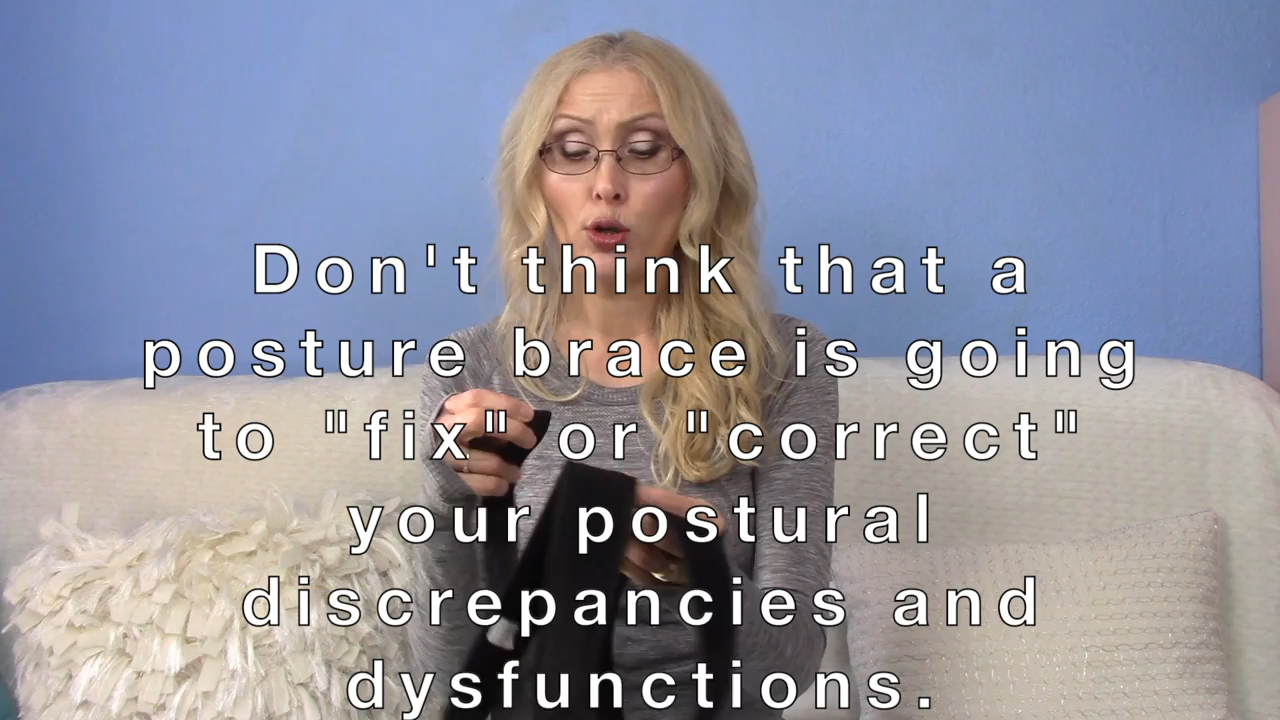 Don't think that a
posture brace is going
to "fix" or "correct"
your postural
discrepancies and
dysfunctions.